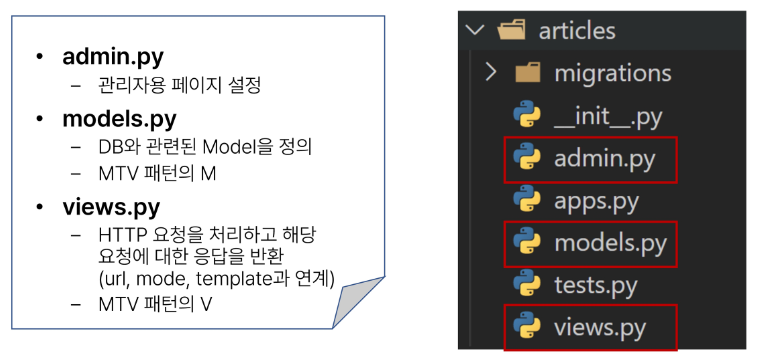 • admin.py
– 관리자용 페이지 설정
• models.py
– DB와 관련된 Model을 정의
– MTV 패턴의 M
• views.py
– HTTP 요청을 처리하고 해당
요청에 대한 응답을 반환
(url, mode, template과 연계)
– MTV 패턴의 V
articles
migrations
__init__.py
admin.py
apps.py
models.py
tests.py
views.py